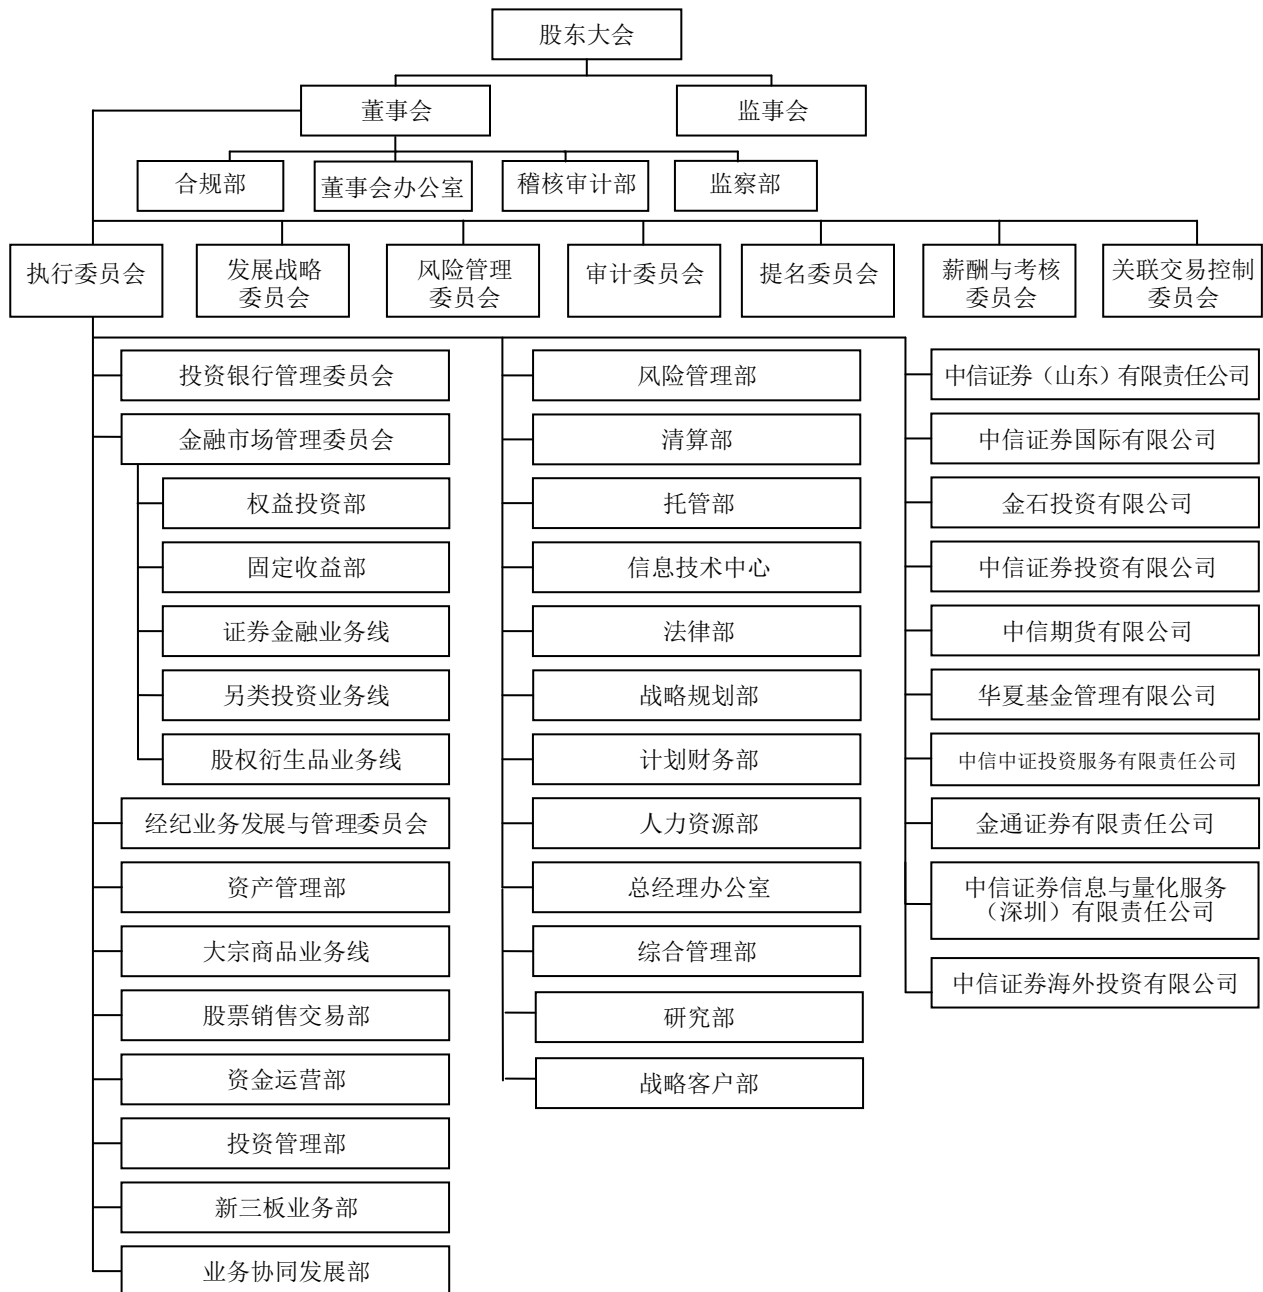 股东大会
董事会
监事会
合规部
董事会办公室
稽核审计部
监察部
执行委员会
发展战略
委员会
风险管理
委员会
审计委员会
提名委员会
薪酬与考核
委员会
关联交易控制
委员会
投资银行管理委员会
金融市场管理委员会
权益投资部
固定收益部
证券金融业务线
另类投资业务线
股权衍生品业务线
经纪业务发展与管理委员会
资产管理部
大宗商品业务线
股票销售交易部
资金运营部
投资管理部
新三板业务部
业务协同发展部
风险管理部
清算部
托管部
信息技术中心
法律部
战略规划部
计划财务部
人力资源部
总经理办公室
综合管理部
研究部
战略客户部
中信证券（山东）有限责任公司
中信证券国际有限公司
金石投资有限公司
中信证券投资有限公司
中信期货有限公司
华夏基金管理有限公司
中信中证投资服务有限责任公司
金通证券有限责任公司
中信证券信息与量化服务
（深圳）有限责任公司
中信证券海外投资有限公司